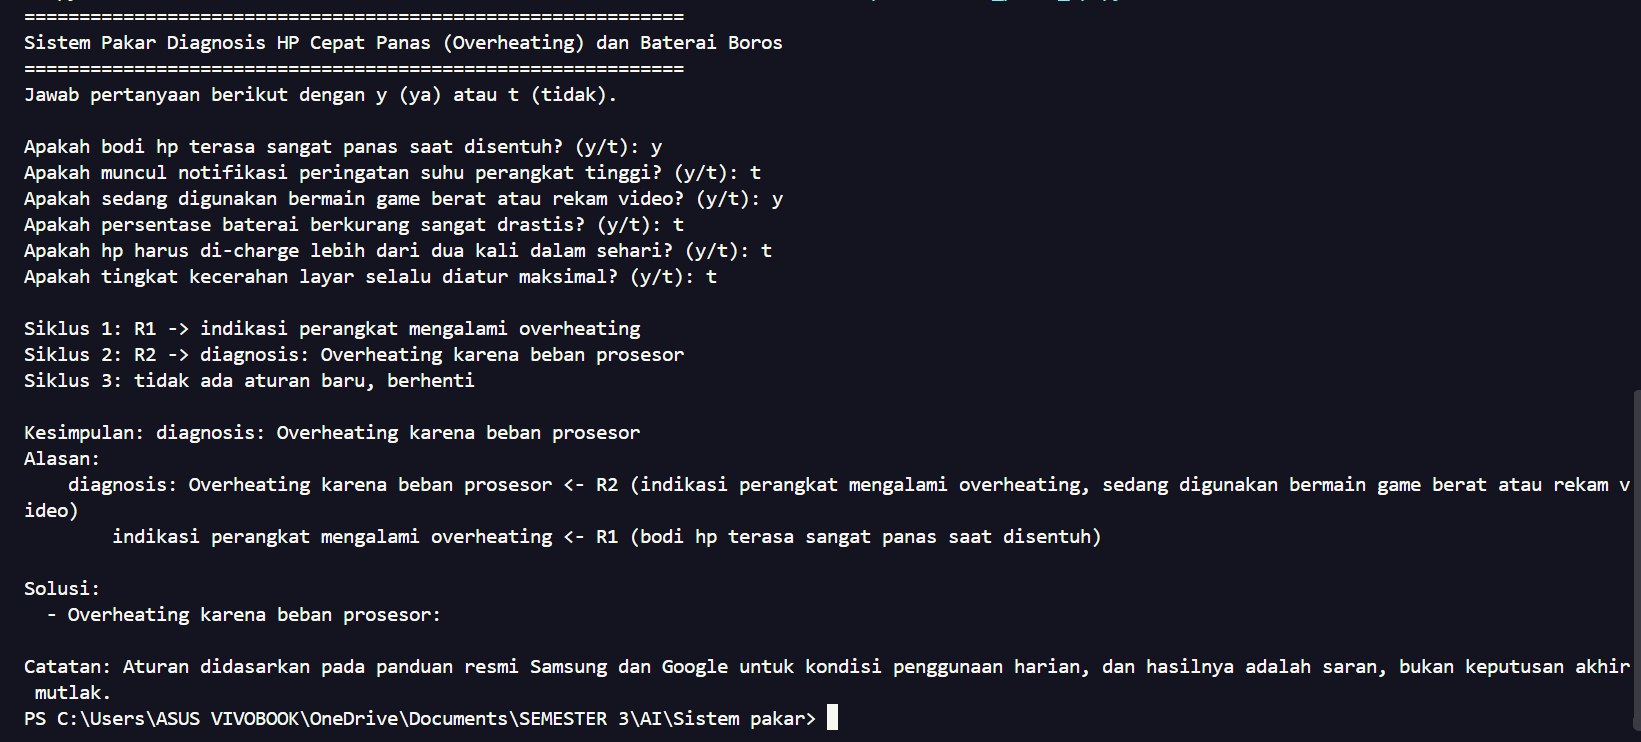 ============================================================
Sistem Pakar Diagnosis HP Cepat Panas (Overheating) dan Baterai Boros
============================================================
Jawab pertanyaan berikut dengan y (ya) atau t (tidak).

Apakah bodi hp terasa sangat panas saat disentuh? (y/t): y
Apakah muncul notifikasi peringatan suhu perangkat tinggi? (y/t): t
Apakah sedang digunakan bermain game berat atau rekam video? (y/t): y
Apakah persentase baterai berkurang sangat drastis? (y/t): t
Apakah hp harus di-charge lebih dari dua kali dalam sehari? (y/t): t
Apakah tingkat kecerahan layar selalu diatur maksimal? (y/t): t

Siklus 1: R1 -> indikasi perangkat mengalami overheating
Siklus 2: R2 -> diagnosis: Overheating karena beban prosesor
Siklus 3: tidak ada aturan baru, berhenti

Kesimpulan: diagnosis: Overheating karena beban prosesor
Alasan:
    diagnosis: Overheating karena beban prosesor <- R2 (indikasi perangkat mengalami overheating, sedang digunakan bermain game berat atau rekam v
ideo)
        indikasi perangkat mengalami overheating <- R1 (bodi hp terasa sangat panas saat disentuh)

Solusi:
  - Overheating karena beban prosesor:

Catatan: Aturan didasarkan pada panduan resmi Samsung dan Google untuk kondisi penggunaan harian, dan hasilnya adalah saran, bukan keputusan akhir
 mutlak.
PS C:\Users\ASUS VIVOBOOK\OneDrive\Documents\SEMESTER 3\AI\Sistem pakar>